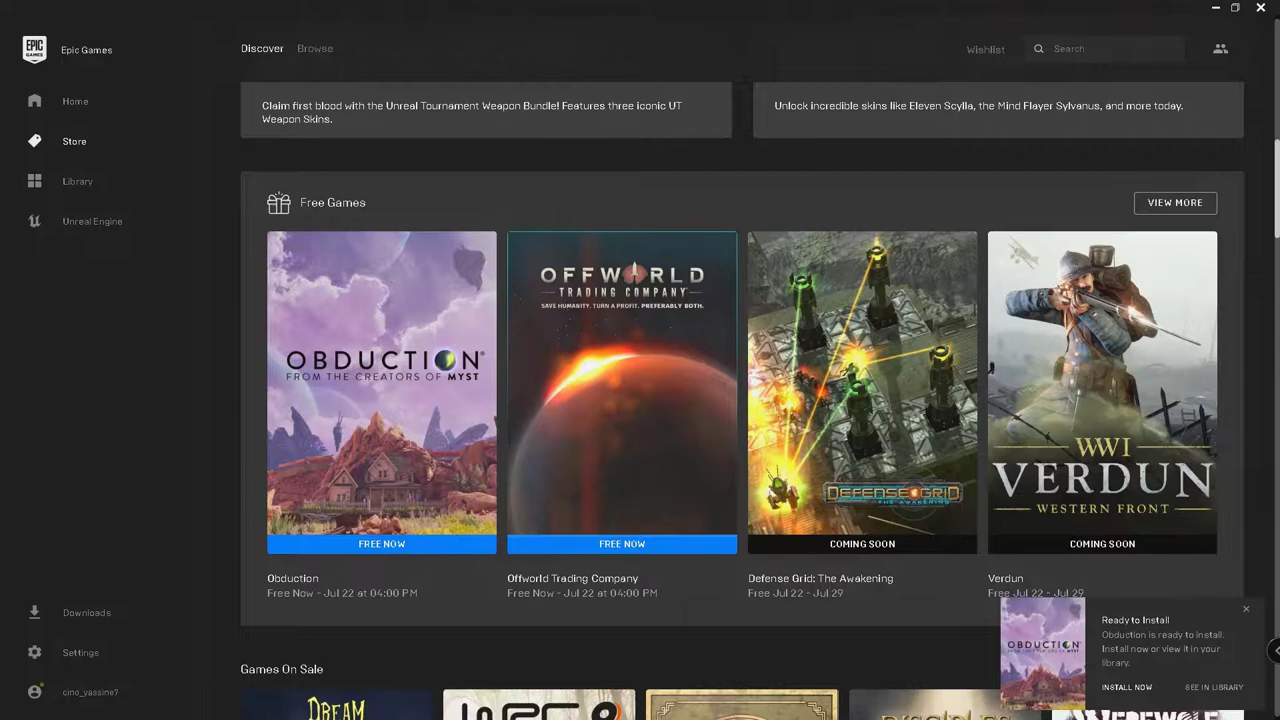 EPIC
GAMES
Epic Games
Discover
Browse
Wishlist
Search
Home
Store
Library
Unreal Engine
Claim first blood with the Unreal Tournament Weapon Bundle! Features three iconic UT
Weapon Skins.
Unlock incredible skins like Eleven Scylla, the Mind Flayer Sylvanus, and more today.
Free Games
VIEW MORE
OBDUCTION
FROM THE CREATORS OF MYST
FREE NOW
Obduction
Free Now - Jul 22 at 04:00 PM
OFFWORLD
TRADING COMPANY
SAVE HUMANITY. TURN A PROFIT. PREFERABLY BOTH.
FREE NOW
Offworld Trading Company
Free Now - Jul 22 at 04:00 PM
DEFENSE GRID
THE AWAKENING
COMING SOON
Defense Grid: The Awakening
Free Jul 22 - Jul 29
WWI
VERDUN
WESTERN FRONT
COMING SOON
Verdun
Free Jul 22 - Jul 29
Ready to Install
Obduction is ready to install.
Install now or view it in your
library.
INSTALL NOW
SEE IN LIBRARY
OBDUCTION
Downloads
Settings
cino_yassine7
Games On Sale
DREAM